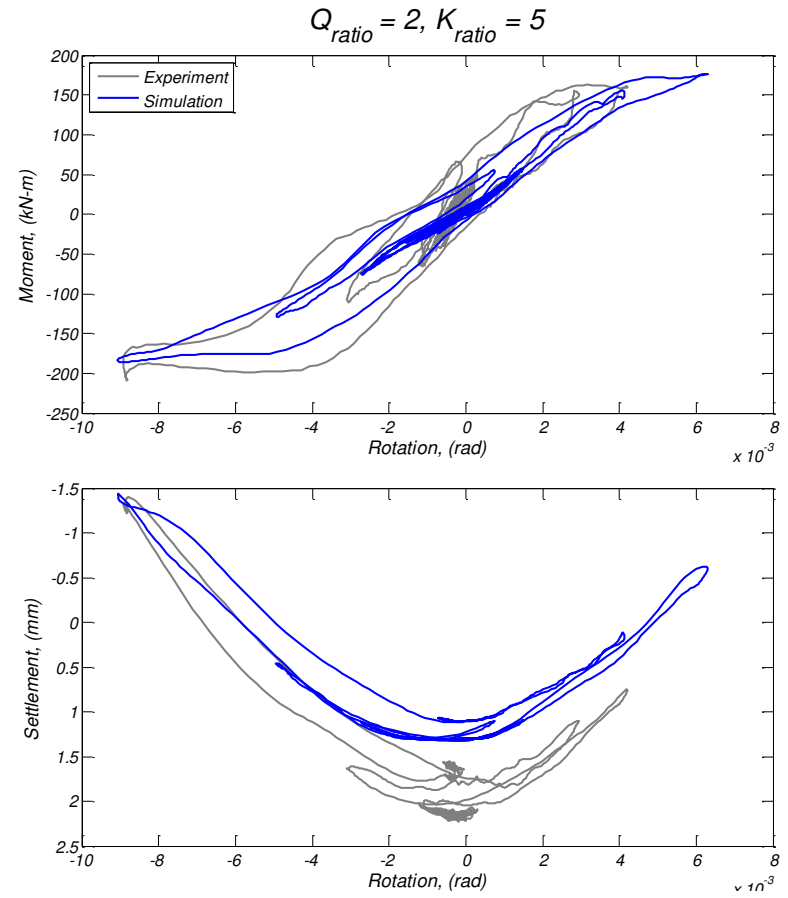 Q_ratio = 2, K_ratio = 5
200
150
100
50
0
-50
-100
-150
-200
-250
Moment, (kN-m)
Experiment
Simulation
-10 -8 -6 -4 -2 0 2 4 6 8
Rotation, (rad)
x 10^-3
-1.5
-1
-0.5
0
0.5
1
1.5
2
2.5
Settlement, (mm)
-10 -8 -6 -4 -2 0 2 4 6 8
Rotation, (rad)
x 10^-3